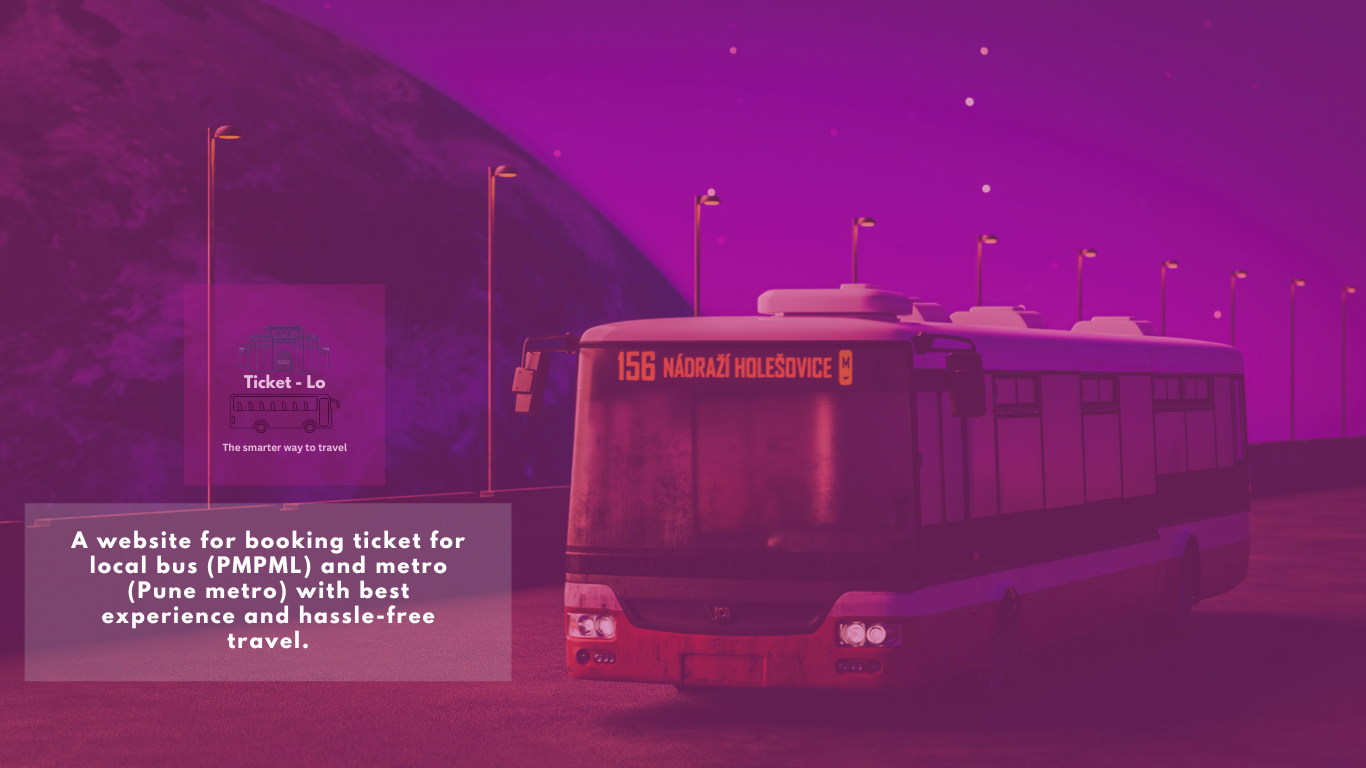 156 NÁDRAŽÍ HOLEŠOVICE M
Ticket - Lo
The smarter way to travel
A website for booking ticket for
local bus (PMPML) and metro
(Pune metro) with best
experience and hassle-free
travel.